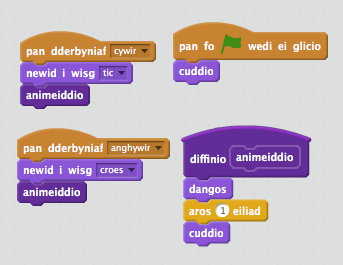 pan dderbyniaf cywir
newid i wisg tic
animeiddio
pan fo wedi ei glicio
cuddio
pan dderbyniaf anghywir
newid i wisg croes
animeiddio
diffinio animeiddio
dangos
aros 1 eiliad
cuddio